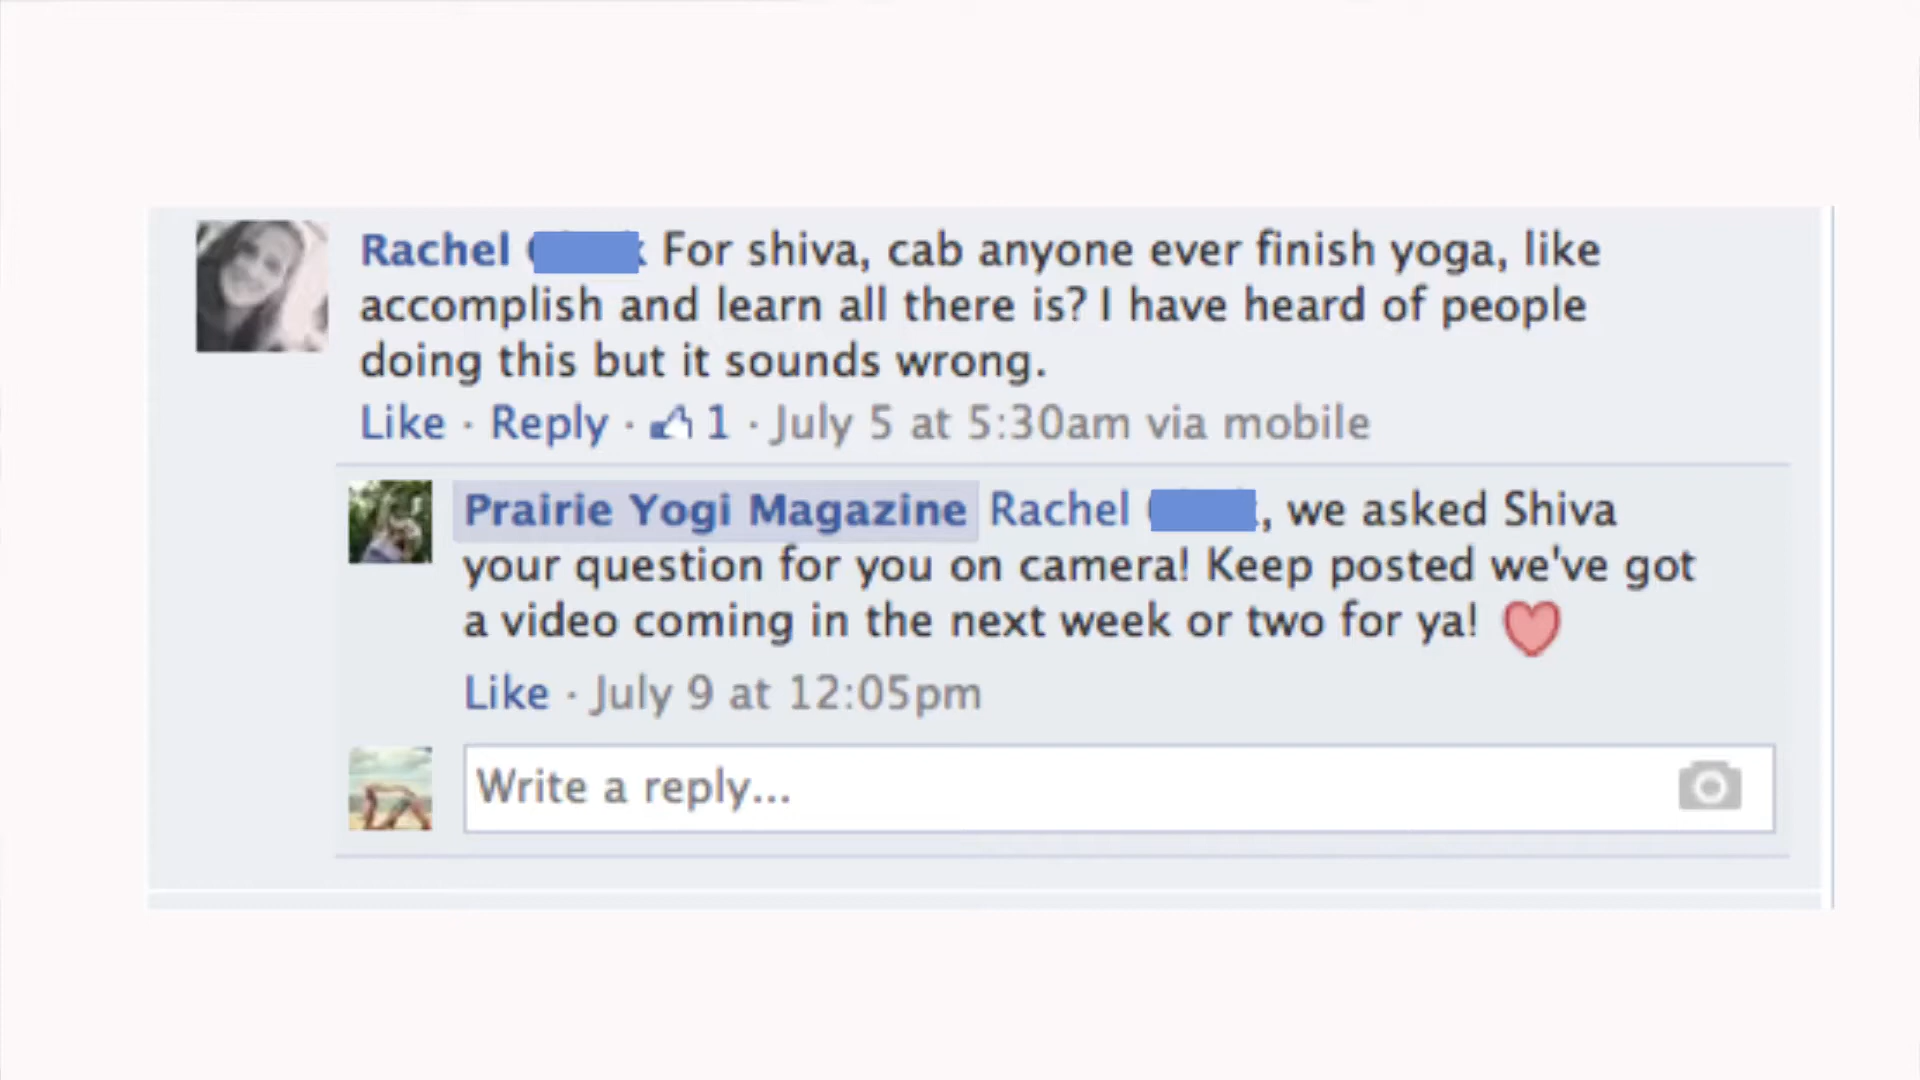 Rachel For shiva, cab anyone ever finish yoga, like
accomplish and learn all there is? I have heard of people
doing this but it sounds wrong.
Like · Reply · 1 · July 5 at 5:30am via mobile
Prairie Yogi Magazine Rachel , we asked Shiva
your question for you on camera! Keep posted we've got
a video coming in the next week or two for ya!
Like · July 9 at 12:05pm
Write a reply...